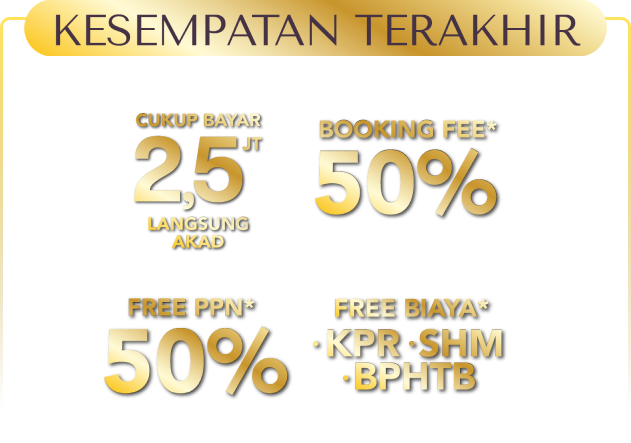 KESEMPATAN TERAKHIR
CUKUP BAYAR
2,5 JT
LANGSUNG
AKAD
BOOKING FEE*
50%
FREE PPN*
50%
FREE BIAYA*
·KPR ·SHM
·BPHTB